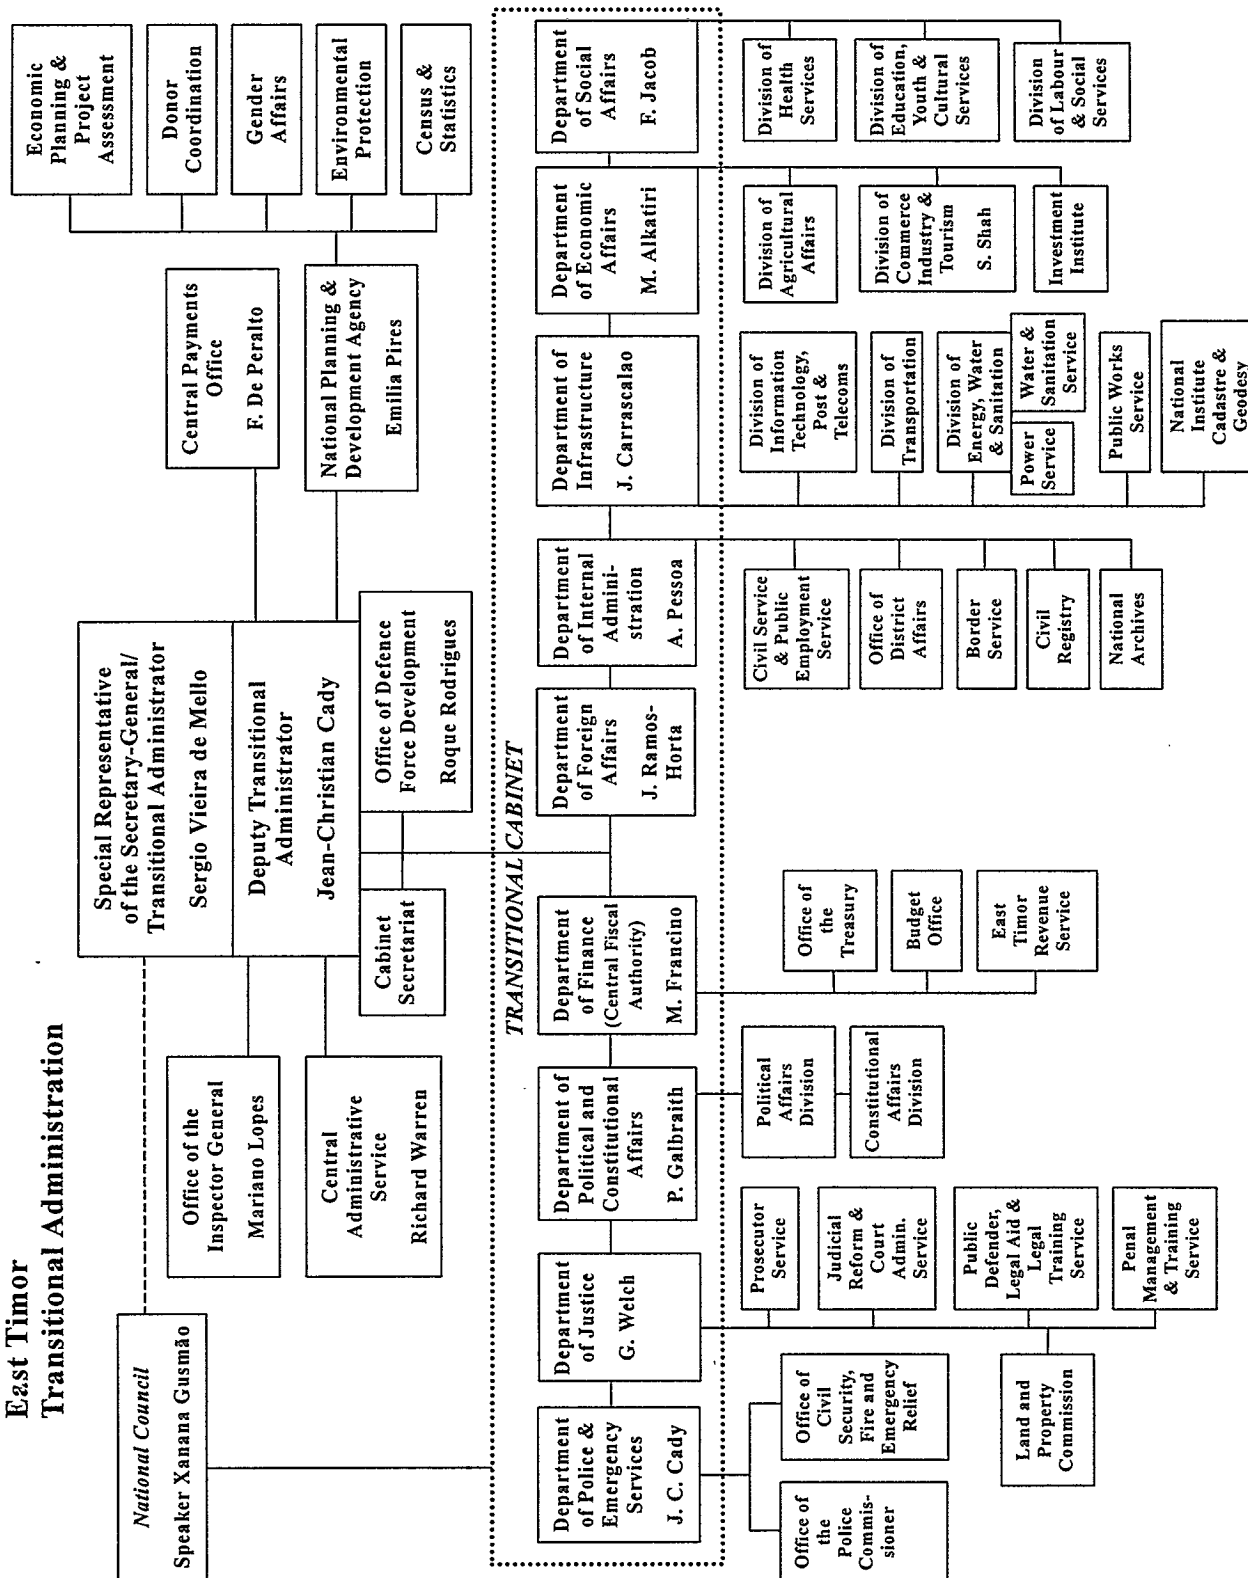 East Timor
Transitional Administration
National Council
Speaker Xanana Gusmão
Special Representative
of the Secretary-General/
Transitional Administrator
Sergio Vieira de Mello
Deputy Transitional
Administrator
Jean-Christian Cady
Office of the
Inspector General
Mariano Lopes
Central
Administrative
Service
Richard Warren
Cabinet
Secretariat
Office of Defence
Force Development
Roque Rodrigues
Central Payments
Office
F. De Peralto
National Planning &
Development Agency
Emilia Pires
Economic
Planning &
Project
Assessment
Donor
Coordination
Gender
Affairs
Environmental
Protection
Census &
Statistics
TRANSITIONAL CABINET
Department
of Police &
Emergency
Services
J. C. Cady
Department
of Justice
G. Welch
Department of
Political and
Constitutional
Affairs
P. Galbraith
Department
of Finance
(Central Fiscal
Authority)
M. Francino
Department
of Foreign
Affairs
J. Ramos-
Horta
Department
of Internal
Admini-
stration
A. Pessoa
Department of
Infrastructure
J. Carrascalao
Department
of Economic
Affairs
M. Alkatiri
Department
of Social
Affairs
F. Jacob
Office of
the
Police
Commis-
sioner
Office of
Civil
Security,
Fire and
Emergency
Relief
Prosecutor
Service
Judicial
Reform &
Court
Admin.
Service
Public
Defender,
Legal Aid &
Legal
Training
Service
Penal
Management
& Training
Service
Land and
Property
Commission
Political
Affairs
Division
Constitutional
Affairs
Division
Office of
the
Treasury
Budget
Office
East
Timor
Revenue
Service
Civil Service
& Public
Employment
Service
Office of
District
Affairs
Border
Service
Civil
Registry
National
Archives
Division of
Information
Technology,
Post &
Telecoms
Division of
Transportation
Division of
Energy, Water
& Sanitation
Power
Service
Water &
Sanitation
Service
Public Works
Service
National
Institute
Cadastre &
Geodesy
Division of
Agricultural
Affairs
Division of
Commerce
Industry &
Tourism
S. Shah
Investment
Institute
Division of
Health
Services
Division of
Education,
Youth &
Cultural
Services
Division
of Labour
& Social
Services